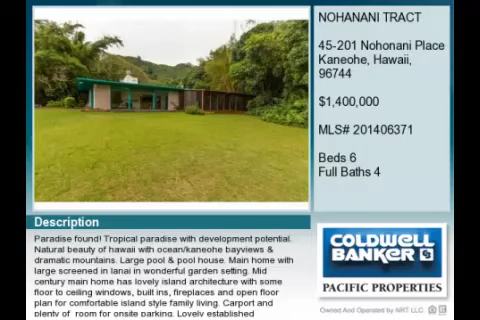 NOHANANI TRACT
45-201 Nohonani Place
Kaneohe, Hawaii,
96744
$1,400,000
MLS# 201406371
Beds 6
Full Baths 4
Description
Paradise found! Tropical paradise with development potential.
Natural beauty of hawaii with ocean/kaneohe bayviews &
dramatic mountains. Large pool & pool house. Main home with
large screened in lanai in wonderful garden setting. Mid
century main home has lovely island architecture with some
floor to ceiling windows, built ins, fireplaces and open floor
plan for comfortable island style family living. Carport and
plenty of room for onsite parking. Lovely established
COLDWELL
BANKER
CB
PACIFIC PROPERTIES
Owned And Operated by NRT LLC